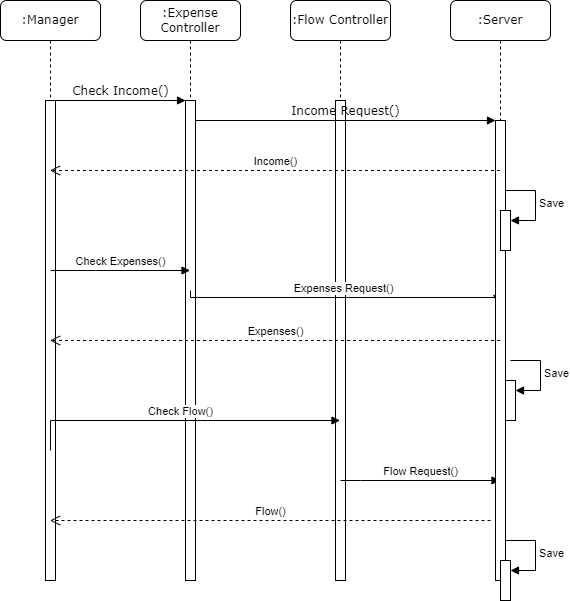 :Manager
:Expense
Controller
:Flow Controller
:Server
Check Income()
Income Request()
Income()
Save
Check Expenses()
Expenses Request()
Expenses()
Save
Check Flow()
Flow Request()
Flow()
Save